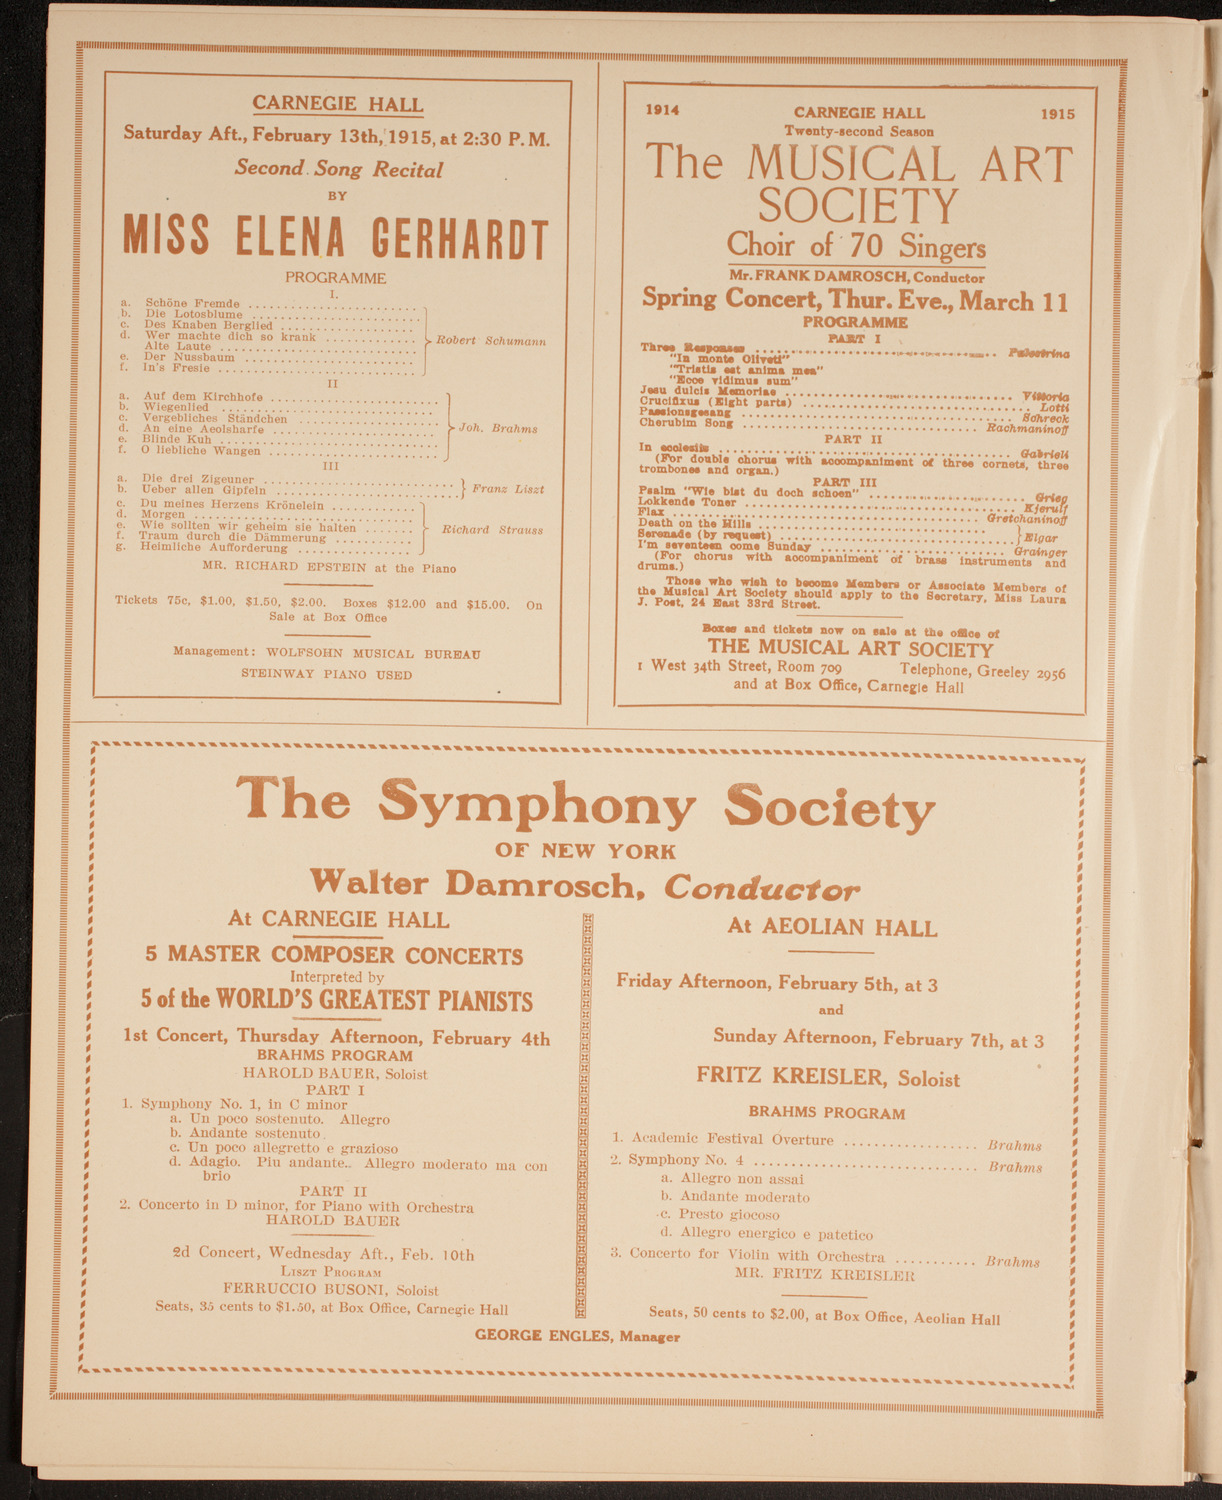 CARNEGIE HALL
Saturday Aft., February 13th, 1915, at 2:30 P. M.
Second Song Recital
BY
MISS ELENA GERHARDT
PROGRAMME
I.
a. Schöne Fremde
b. Die Lotosblume
c. Des Knaben Berglied
d. Wer machte dich so krank
Alte Laute
e. Der Nussbaum
f. In's Fresie
Robert Schumann
II
a. Auf dem Kirchhofe
b. Wiegenlied
c. Vergebliches Ständchen
d. An eine Aeolsharfe
e. Blinde Kuh
f. O liebliche Wangen
Joh. Brahms
III
a. Die drei Zigeuner
b. Ueber allen Gipfeln
Franz Liszt
c. Du meines Herzens Krönelein
d. Morgen
e. Wie sollten wir geheim sie halten
f. Traum durch die Dämmerung
g. Heimliche Aufforderung
Richard Strauss
MR. RICHARD EPSTEIN at the Piano
Tickets 75c, $1.00, $1.50, $2.00. Boxes $12.00 and $15.00. On
Sale at Box Office
Management: WOLFSOHN MUSICAL BUREAU
STEINWAY PIANO USED
1914 CARNEGIE HALL 1915
Twenty-second Season
The MUSICAL ART
SOCIETY
Choir of 70 Singers
Mr. FRANK DAMROSCH, Conductor
Spring Concert, Thur. Eve., March 11
PROGRAMME
PART I
Three Responses ..... Palestrina
"In monte Oliveti"
"Tristis est anima mea"
"Ecce vidimus sum"
Jesu dulcis Memoriae ..... Vittoria
Crucifixus (Eight parts) ..... Lotti
Passionsgesang ..... Schreck
Cherubim Song ..... Rachmaninoff
PART II
In ecclesiis ..... Gabrieli
(For double chorus with accompaniment of three cornets, three
trombones and organ.)
PART III
Psalm "Wie bist du doch schoen" ..... Grieg
Lokkende Toner ..... Kjerulf
Flax ..... Gretchaninoff
Death on the Hills
Serenade (by request)
Elgar
I'm seventeen come Sunday ..... Grainger
(For chorus with accompaniment of brass instruments and
drums.)
Those who wish to become Members or Associate Members of
the Musical Art Society should apply to the Secretary, Miss Laura
J. Post, 24 East 33rd Street.
Boxes and tickets now on sale at the office of
THE MUSICAL ART SOCIETY
1 West 34th Street, Room 709 Telephone, Greeley 2956
and at Box Office, Carnegie Hall
The Symphony Society
OF NEW YORK
Walter Damrosch, Conductor
At CARNEGIE HALL
5 MASTER COMPOSER CONCERTS
Interpreted by
5 of the WORLD'S GREATEST PIANISTS
1st Concert, Thursday Afternoon, February 4th
BRAHMS PROGRAM
HAROLD BAUER, Soloist
PART I
1. Symphony No. 1, in C minor
a. Un poco sostenuto. Allegro
b. Andante sostenuto
c. Un poco allegretto e grazioso
d. Adagio. Piu andante.. Allegro moderato ma con
brio
PART II
2. Concerto in D minor, for Piano with Orchestra
HAROLD BAUER
2d Concert, Wednesday Aft., Feb. 10th
LISZT PROGRAM
FERRUCCIO BUSONI, Soloist
Seats, 35 cents to $1.50, at Box Office, Carnegie Hall
At AEOLIAN HALL
Friday Afternoon, February 5th, at 3
and
Sunday Afternoon, February 7th, at 3
FRITZ KREISLER, Soloist
BRAHMS PROGRAM
1. Academic Festival Overture ..... Brahms
2. Symphony No. 4 ..... Brahms
a. Allegro non assai
b. Andante moderato
c. Presto giocoso
d. Allegro energico e patetico
3. Concerto for Violin with Orchestra ..... Brahms
MR. FRITZ KREISLER
Seats, 50 cents to $2.00, at Box Office, Aeolian Hall
GEORGE ENGLES, Manager